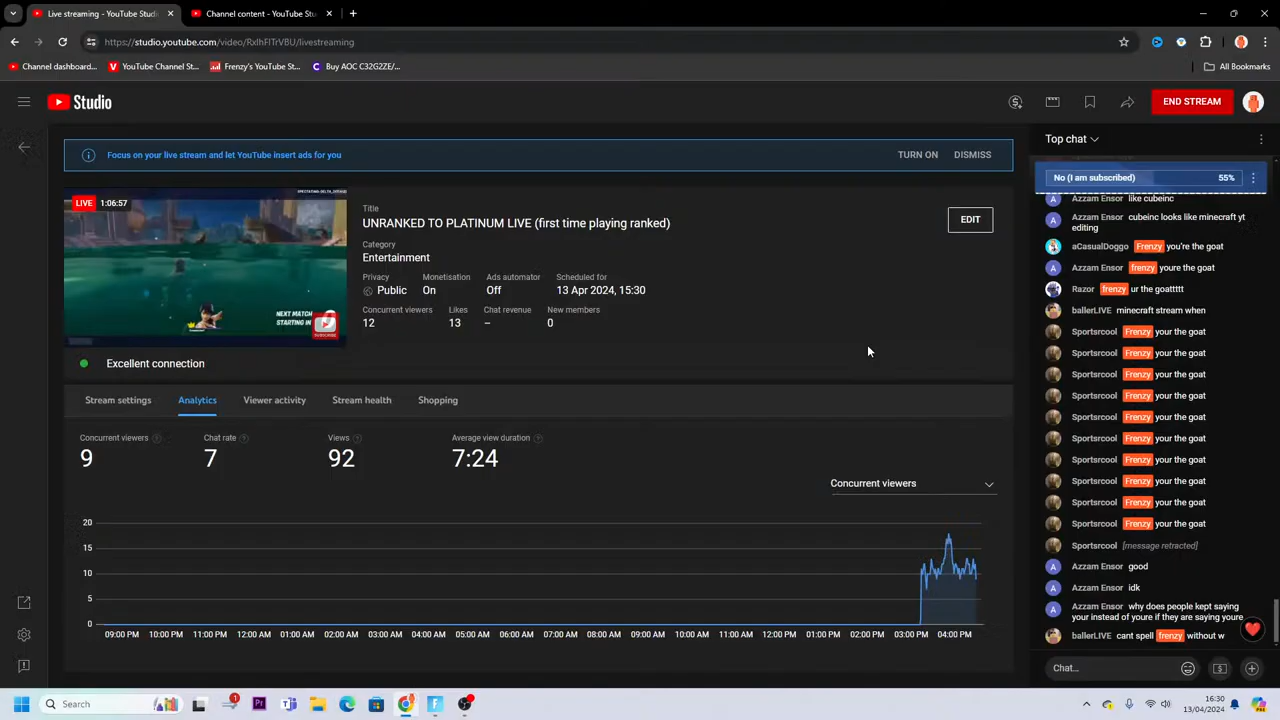 Live streaming - YouTube Studi
Channel content - YouTube Stu
https://studio.youtube.com/video/RxlhFITrV8U/livestreaming
Channel dashboard...
YouTube Channel St...
Frenzy's YouTube St...
Buy AOC C32G2ZE/...
All Bookmarks
Studio
END STREAM
Focus on your live stream and let YouTube insert ads for you
TURN ON
DISMISS
LIVE 1:06:57
NEXT MATCH
STARTING IN
SUBSCRIBE
Title
UNRANKED TO PLATINUM LIVE (first time playing ranked)
EDIT
Category
Entertainment
Privacy Monetisation Ads automator Scheduled for
Public On Off 13 Apr 2024, 15:30
Concurrent viewers Likes Chat revenue New members
12 13 – 0
Excellent connection
Stream settings Analytics Viewer activity Stream health Shopping
Concurrent viewers Chat rate Views Average view duration
9 7 92 7:24
Concurrent viewers
20
15
10
5
0
09:00 PM 10:00 PM 11:00 PM 12:00 AM 01:00 AM 02:00 AM 03:00 AM 04:00 AM 05:00 AM 06:00 AM 07:00 AM 08:00 AM 09:00 AM 10:00 AM 11:00 AM 12:00 PM 01:00 PM 02:00 PM 03:00 PM 04:00 PM
Top chat
No (I am subscribed) 55%
Azzam Ensor like cubeinc
Azzam Ensor cubeinc looks like minecraft yt
editing
aCasualDoggo Frenzy you're the goat
Azzam Ensor frenzy youre the goat
Razor frenzy ur the goattttt
ballerLIVE minecraft stream when
Sportsrcool Frenzy your the goat
Sportsrcool Frenzy your the goat
Sportsrcool Frenzy your the goat
Sportsrcool Frenzy your the goat
Sportsrcool Frenzy your the goat
Sportsrcool Frenzy your the goat
Sportsrcool Frenzy your the goat
Sportsrcool Frenzy your the goat
Sportsrcool Frenzy your the goat
Sportsrcool Frenzy your the goat
Sportsrcool [message retracted]
Azzam Ensor good
Azzam Ensor idk
Azzam Ensor why does people kept saying
your instead of youre if they are saying youre
ballerLIVE cant spell frenzy without w
Chat...
Search
16:30
13/04/2024